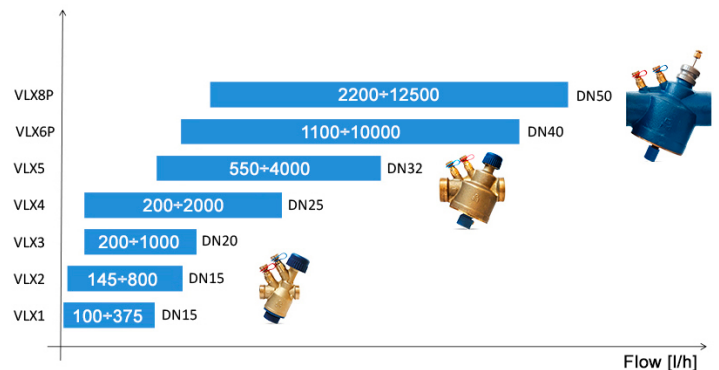 VLX8P 2200÷12500 DN50
VLX6P 1100÷10000 DN40
VLX5 550÷4000 DN32
VLX4 200÷2000 DN25
VLX3 200÷1000 DN20
VLX2 145÷800 DN15
VLX1 100÷375 DN15
Flow [l/h]